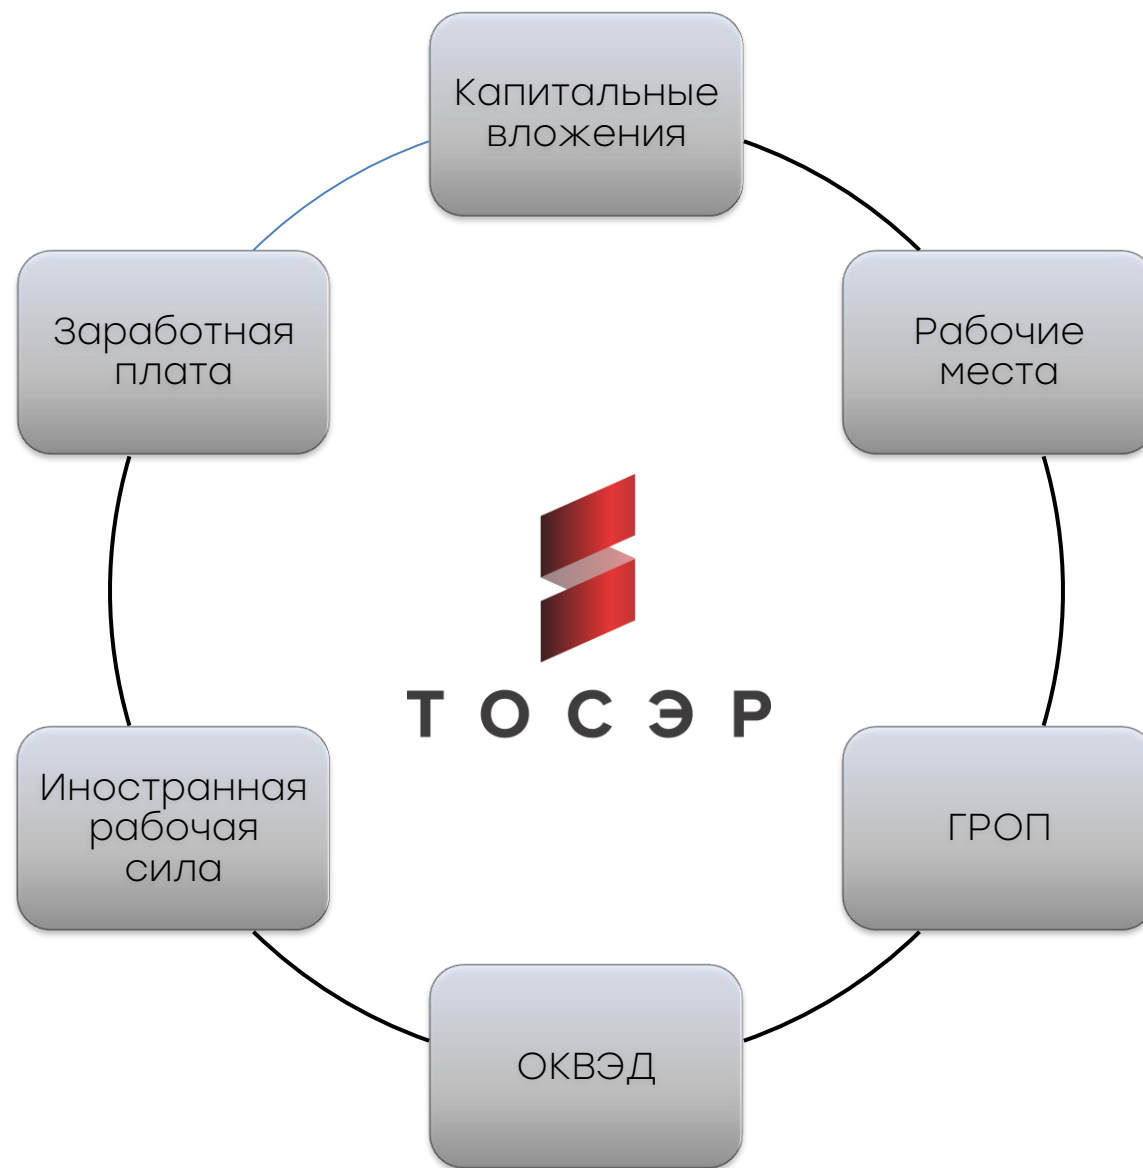 Капитальные
вложения
Заработная
плата
Рабочие
места
ТОСЭР
Иностранная
рабочая
сила
ГРОП
ОКВЭД